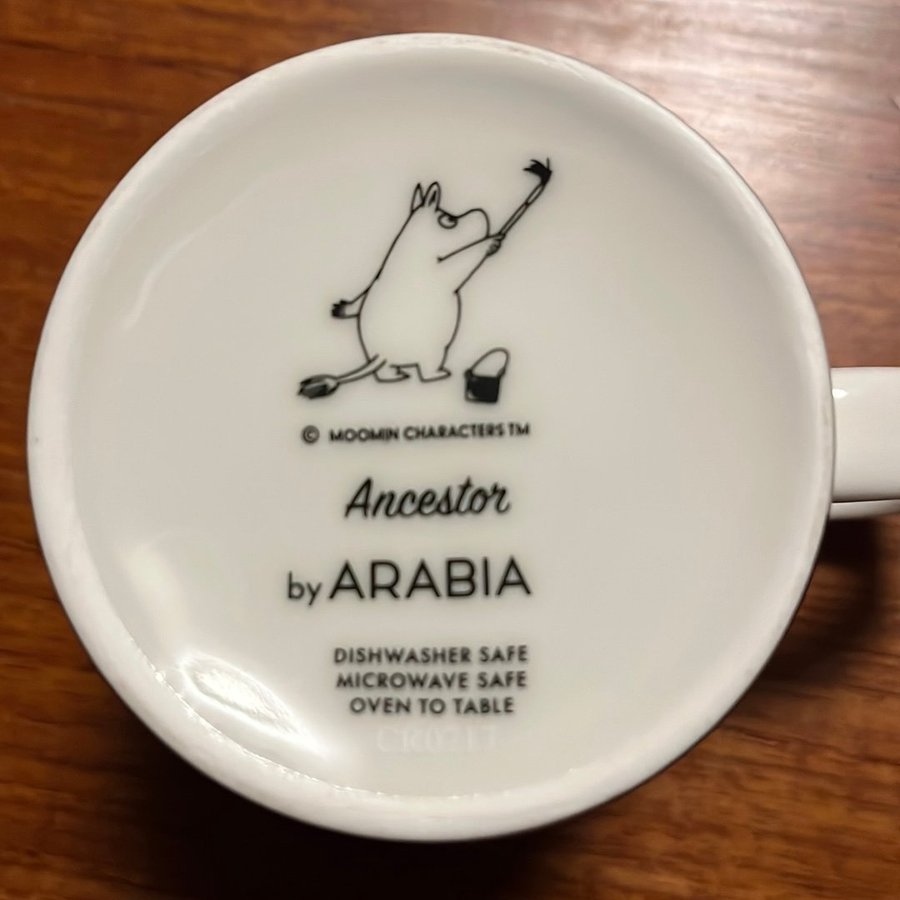 © MOOMIN CHARACTERS TM
Ancestor
by ARABIA
DISHWASHER SAFE
MICROWAVE SAFE
OVEN TO TABLE